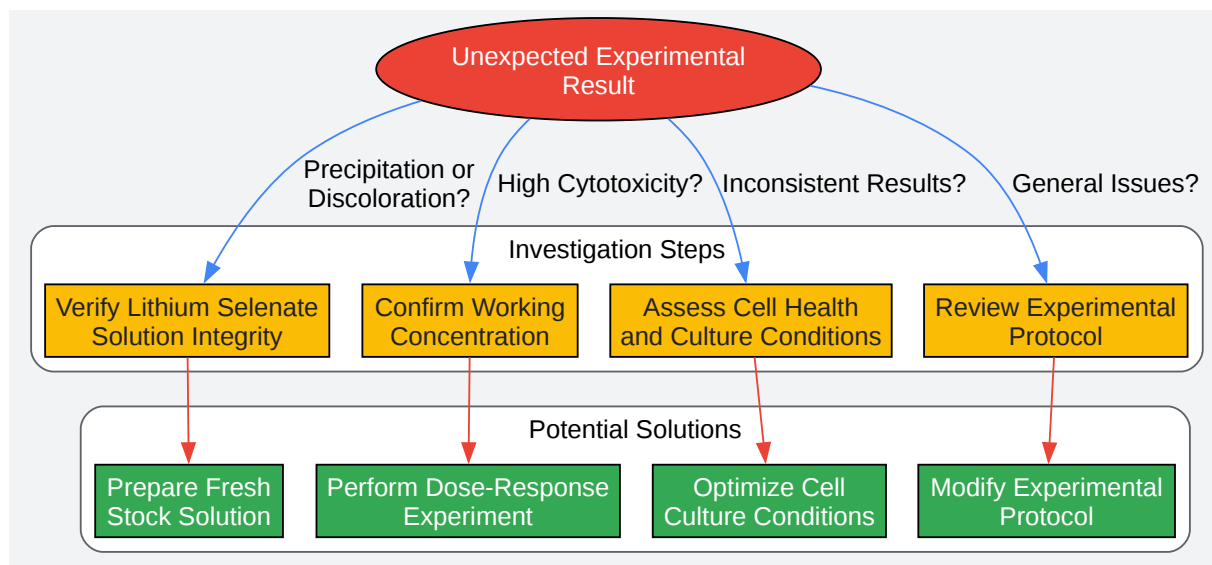 Unexpected Experimental
Result
Precipitation or
Discoloration?
High Cytotoxicity?
Inconsistent Results?
General Issues?
Investigation Steps
Verify Lithium Selenate
Solution Integrity
Confirm Working
Concentration
Assess Cell Health
and Culture Conditions
Review Experimental
Protocol
Potential Solutions
Prepare Fresh
Stock Solution
Perform Dose-Response
Experiment
Optimize Cell
Culture Conditions
Modify Experimental
Protocol